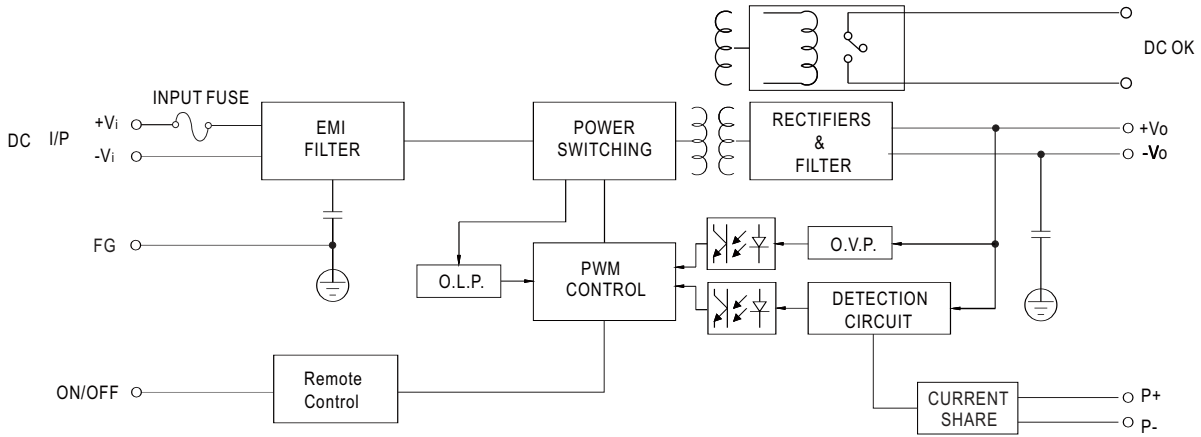 DC OK
INPUT FUSE
DC I/P
+Vi
-Vi
EMI
FILTER
POWER
SWITCHING
RECTIFIERS
&
FILTER
+Vo
-Vo
FG
O.L.P.
PWM
CONTROL
O.V.P.
DETECTION
CIRCUIT
ON/OFF
Remote
Control
CURRENT
SHARE
P+
P-